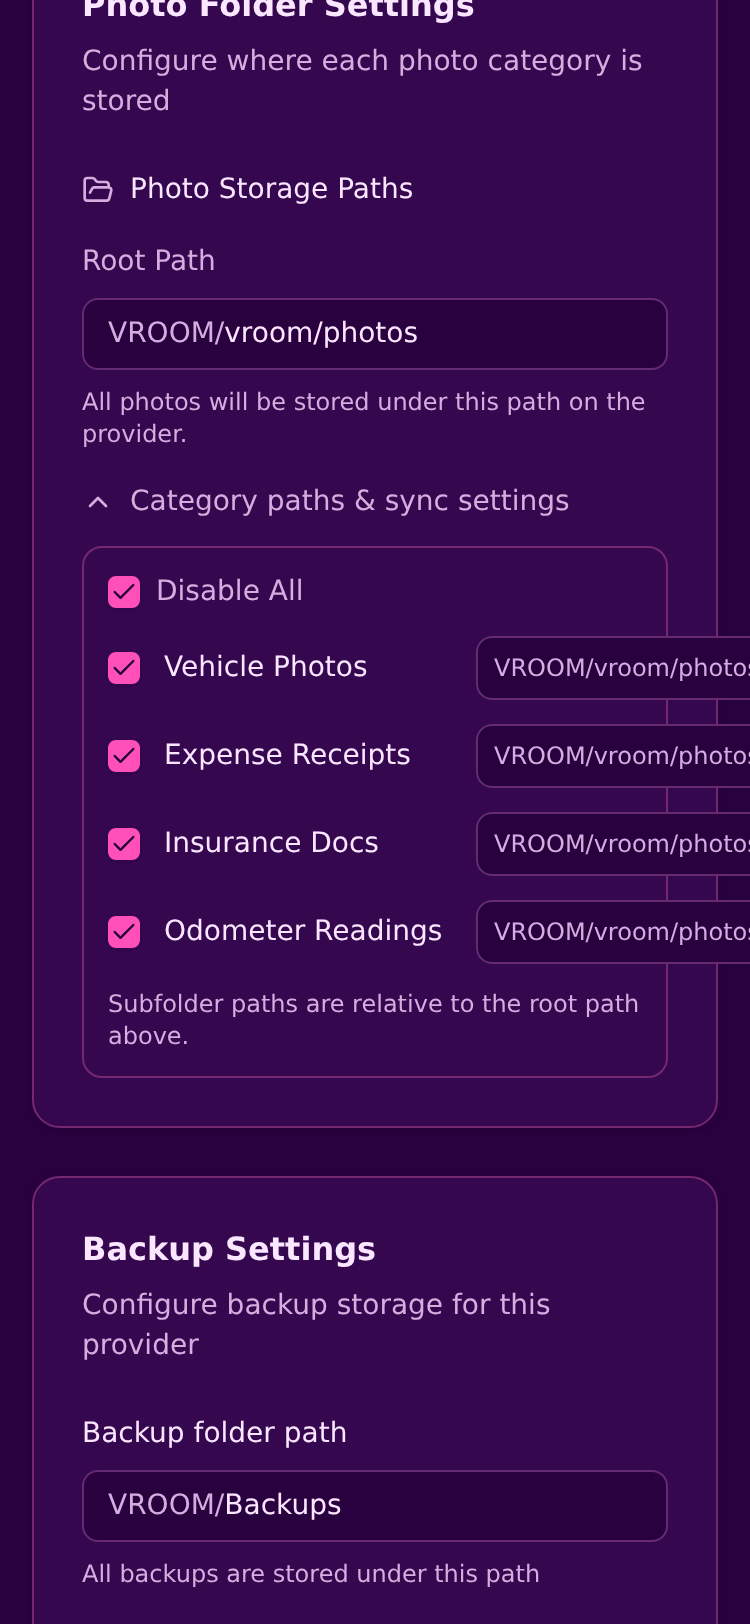 Photo Folder Settings
Configure where each photo category is
stored
Photo Storage Paths
Root Path
VROOM/vroom/photos
All photos will be stored under this path on the
provider.
Category paths & sync settings
Disable All
Vehicle Photos VROOM/vroom/photos
Expense Receipts VROOM/vroom/photos
Insurance Docs VROOM/vroom/photos
Odometer Readings VROOM/vroom/photos
Subfolder paths are relative to the root path
above.
Backup Settings
Configure backup storage for this
provider
Backup folder path
VROOM/Backups
All backups are stored under this path